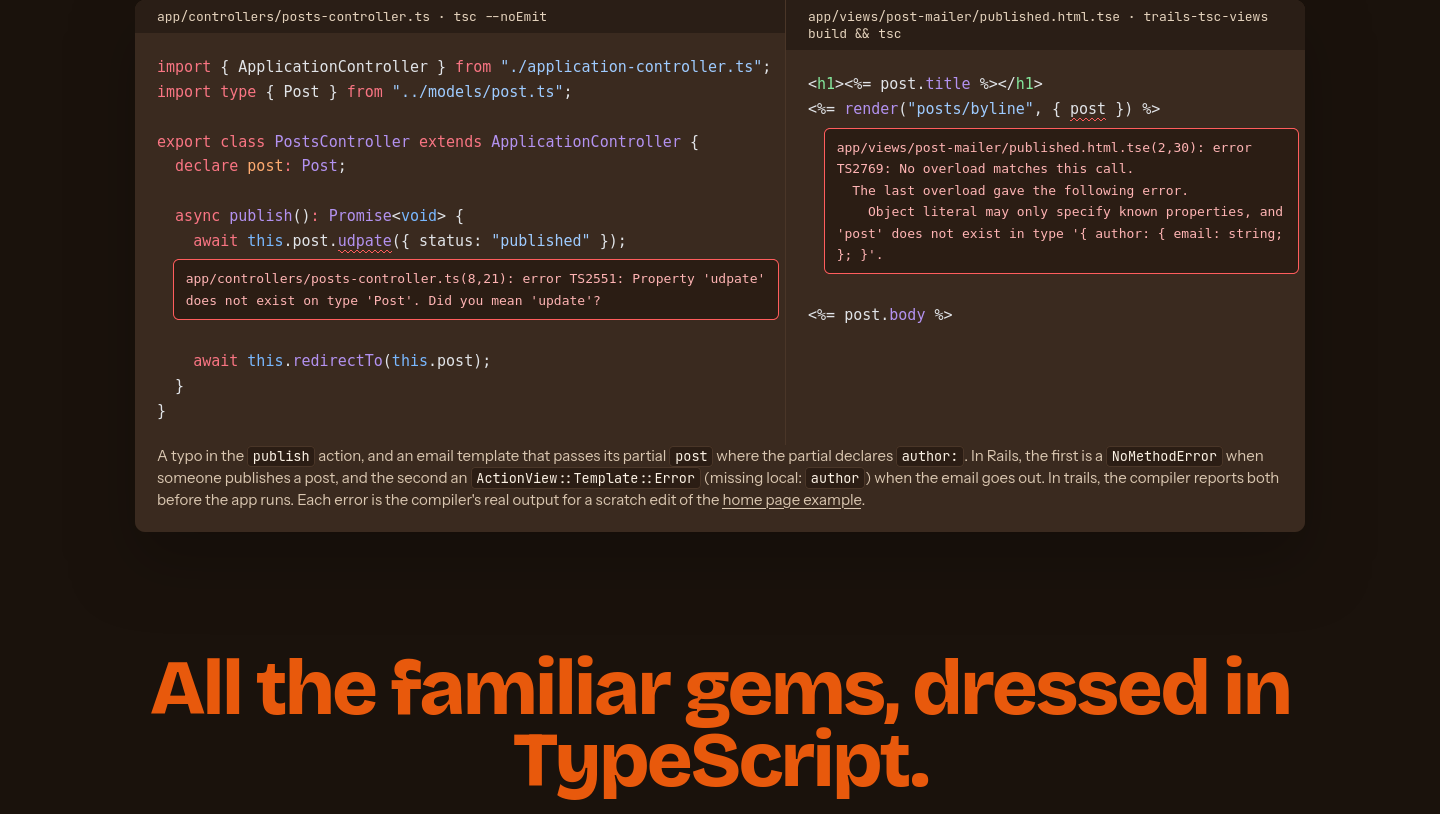 app/controllers/posts-controller.ts · tsc --noEmit
import { ApplicationController } from "./application-controller.ts";
import type { Post } from "../models/post.ts";
export class PostsController extends ApplicationController {
  declare post: Post;
  async publish(): Promise<void> {
    await this.post.udpate({ status: "published" });
app/controllers/posts-controller.ts(8,21): error TS2551: Property 'udpate'
does not exist on type 'Post'. Did you mean 'update'?
    await this.redirectTo(this.post);
  }
}
app/views/post-mailer/published.html.tse · trails-tsc-views
build && tsc
<h1><%= post.title %></h1>
<%= render("posts/byline", { post }) %>
app/views/post-mailer/published.html.tse(2,30): error
TS2769: No overload matches this call.
  The last overload gave the following error.
    Object literal may only specify known properties, and
'post' does not exist in type '{ author: { email: string;
}; }'.
<%= post.body %>
A typo in the publish action, and an email template that passes its partial post where the partial declares author: . In Rails, the first is a NoMethodError when
someone publishes a post, and the second an ActionView::Template::Error (missing local: author) when the email goes out. In trails, the compiler reports both
before the app runs. Each error is the compiler's real output for a scratch edit of the home page example.
All the familiar gems, dressed in
TypeScript.